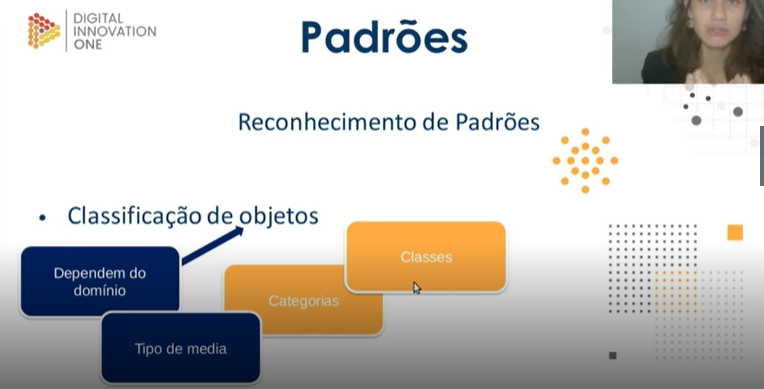 DIGITAL
INNOVATION
ONE
Padrões
Reconhecimento de Padrões
• Classificação de objetos
Classes
Dependem do
domínio
Categorias
Tipo de media